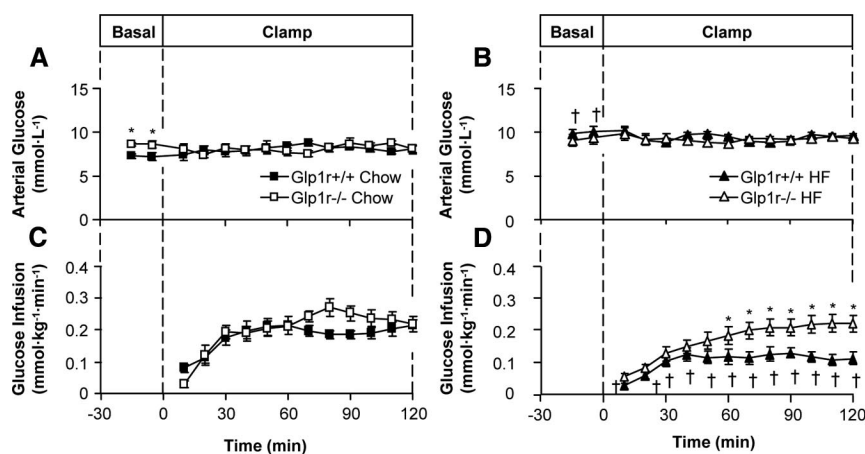 Basal Clamp
A
Arterial Glucose
(mmol·L-1)
20
15
10
5
0
* *
Glp1r+/+ Chow
Glp1r-/- Chow
Basal Clamp
B
Arterial Glucose
(mmol·L-1)
20
15
10
5
0
† †
Glp1r+/+ HF
Glp1r-/- HF
C
Glucose Infusion
(mmol·kg-1·min-1)
0.4
0.3
0.2
0.1
0
-30 0 30 60 90 120
Time (min)
D
Glucose Infusion
(mmol·kg-1·min-1)
0.4
0.3
0.2
0.1
0
* * * * * * *
† † † † † † † † † † †
-30 0 30 60 90 120
Time (min)